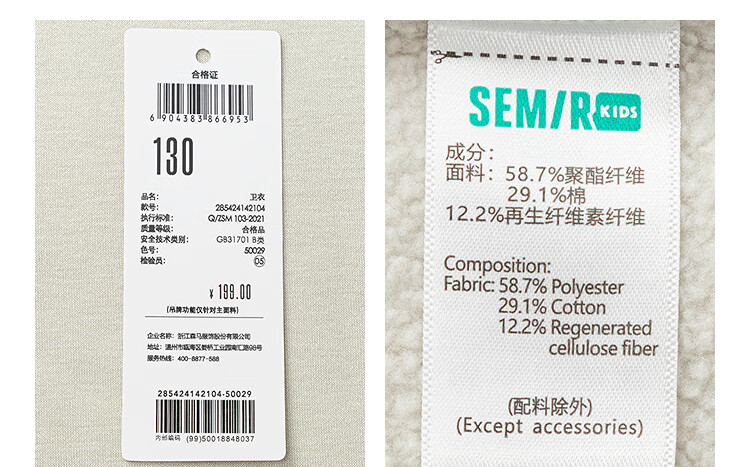 合格证
6 904383 866953
130
品名: 卫衣
款号: 285424142104
执行标准: Q/ZSM 103-2021
质量等级: 合格品
安全技术类别: GB31701 B类
色号: 50029
检验员: D5
¥ 199.00
(吊牌功能仅针对主面料)
企业名称: 浙江森马服饰股份有限公司
地址: 温州市瓯海区娄桥工业园南汇路98号
服务热线: 400-8877-588
285424142104-50029
内部编码 (99)50018848037
SEM/R KIDS
成分:
面料: 58.7%聚酯纤维
29.1%棉
12.2%再生纤维素纤维
Composition:
Fabric: 58.7% Polyester
29.1% Cotton
12.2% Regenerated
cellulose fiber
(配料除外)
(Except accessories)